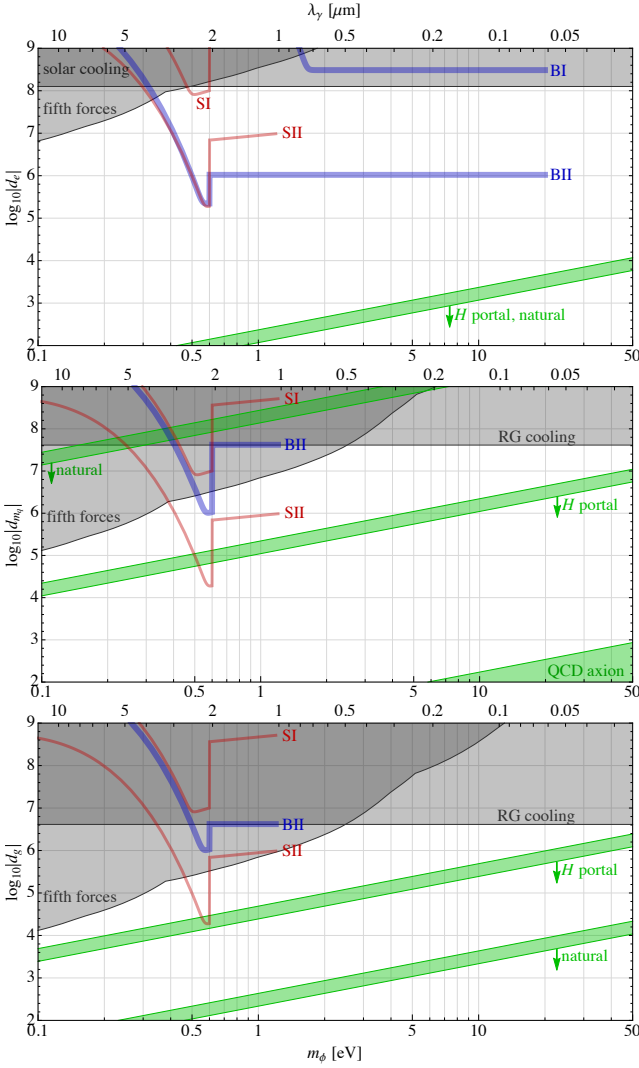 λγ [μm]
10 5 2 1 0.5 0.2 0.1 0.05
9
solar cooling
BI
8
fifth forces
SI
7
SII
log10|de|
6
BII
5
4
3
H portal, natural
2
0.1 0.5 1 5 10 50
10 5 2 1 0.5 0.2 0.1 0.05
9
SI
8
BII
RG cooling
7
natural
H portal
log10|dmq|
6
fifth forces
SII
5
4
3
QCD axion
2
0.1 0.5 1 5 10 50
10 5 2 1 0.5 0.2 0.1 0.05
9
SI
8
7
BII
RG cooling
log10|dg|
6
SII
H portal
5
fifth forces
4
natural
3
2
0.1 0.5 1 5 10 50
mϕ [eV]